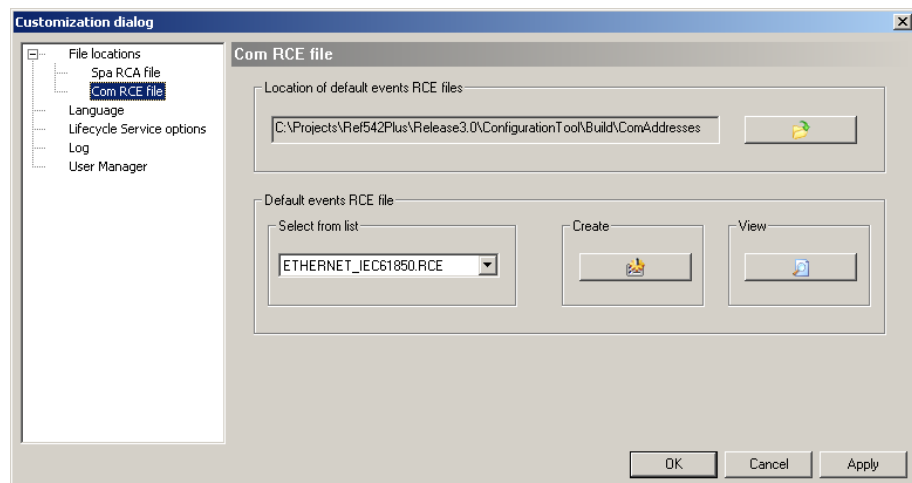 Customization dialog
File locations
Spa RCA file
Com RCE file
Language
Lifecycle Service options
Log
User Manager
Com RCE file
Location of default events RCE files
C:\Projects\Ref542Plus\Release3.0\ConfigurationTool\Build\ComAddresses
Default events RCE file
Select from list
ETHERNET_IEC61850.RCE
Create
View
OK
Cancel
Apply